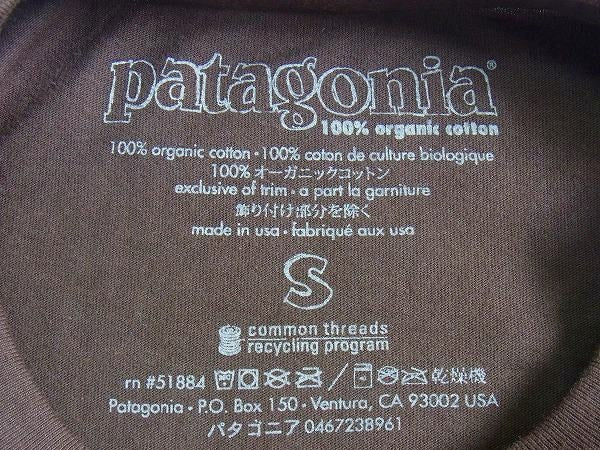 patagonia®
100% organic cotton
100% organic cotton • 100% coton de culture biologique
100% オーガニックコットン
exclusive of trim • a part la garniture
飾り付け部分を除く
made in usa • fabriqué aux usa
S
common threads
recycling program
rn #51884 乾燥機
Patagonia • P.O. Box 150 • Ventura, CA 93002 USA
パタゴニア 0467238961